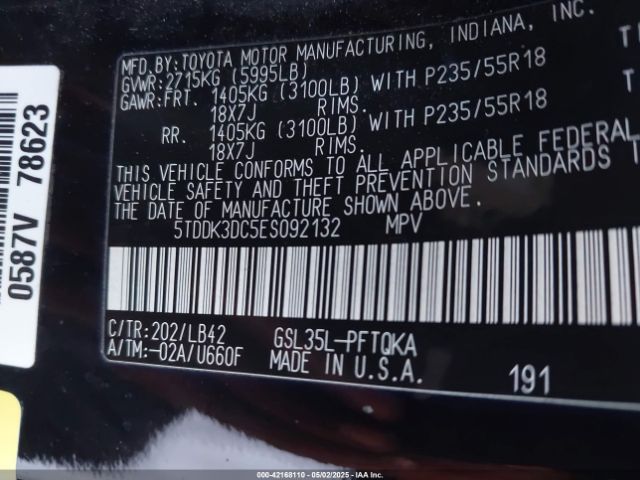 MFD.BY:TOYOTA MOTOR MANUFACTURING, INDIANA, INC.
GVWR:2715KG (5995LB)
GAWR:FRT. 1405KG (3100LB) WITH P235/55R18
18X7J RIMS.
RR. 1405KG (3100LB) WITH P235/55R18
18X7J RIMS.
THIS VEHICLE CONFORMS TO ALL APPLICABLE FEDERAL
VEHICLE SAFETY AND THEFT PREVENTION STANDARDS
THE DATE OF MANUFACTURE SHOWN ABOVE.
5TDDK3DC5ES092132 MPV
C/TR:202/LB42 GSL35L-PFTQKA
A/TM:-02A/U660F MADE IN U.S.A.
191
0587V 78623
000-42168110 - 05/02/2025 - IAAI.COM